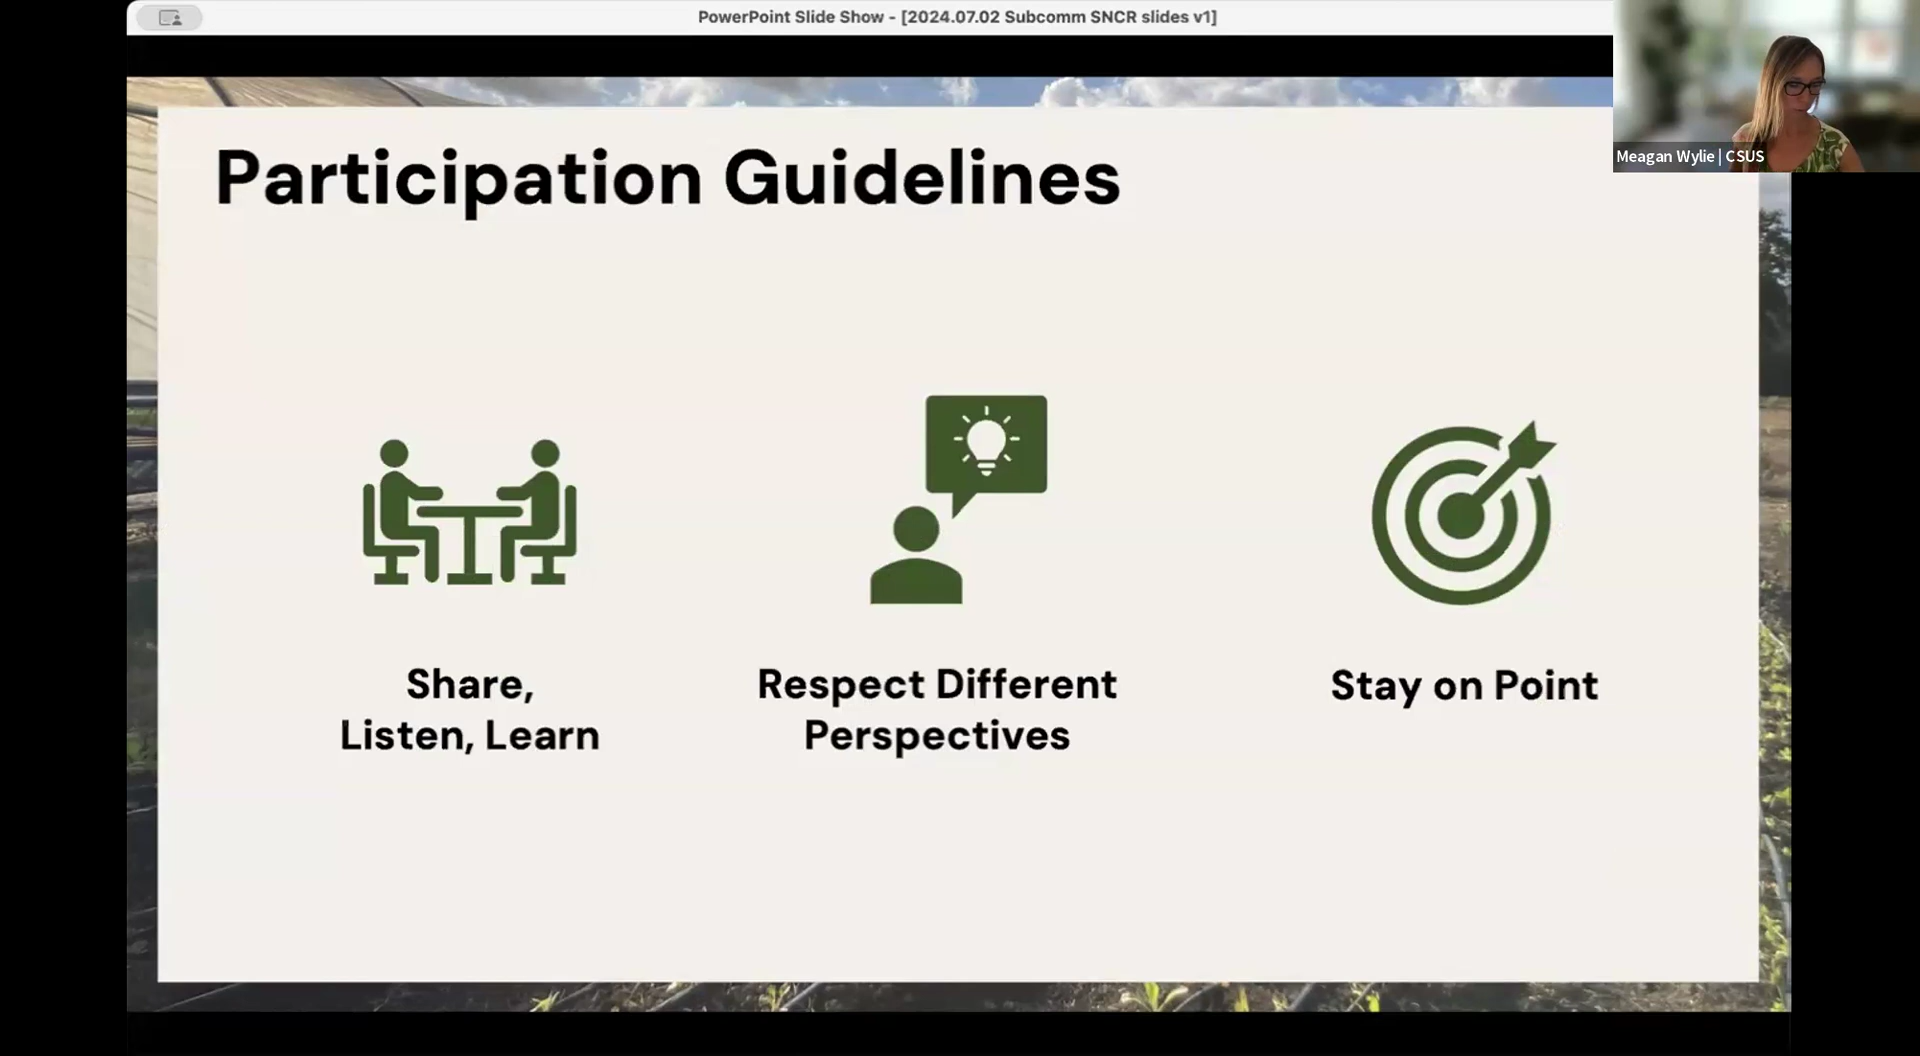 PowerPoint Slide Show - [2024.07.02 Subcomm SNCR slides v1]
Meagan Wylie | CSUS
Participation Guidelines
Share,
Listen, Learn
Respect Different
Perspectives
Stay on Point